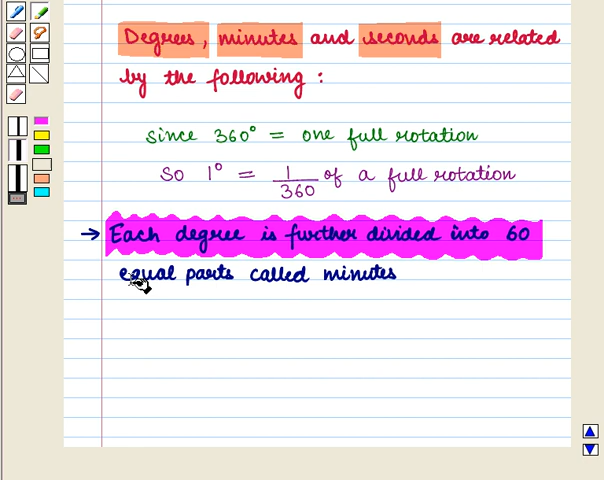 Degrees, minutes and seconds are related
by the following :
since 360° = one full rotation
So 1° = 1/360 of a full rotation
→ Each degree is further divided into 60
equal parts called minutes